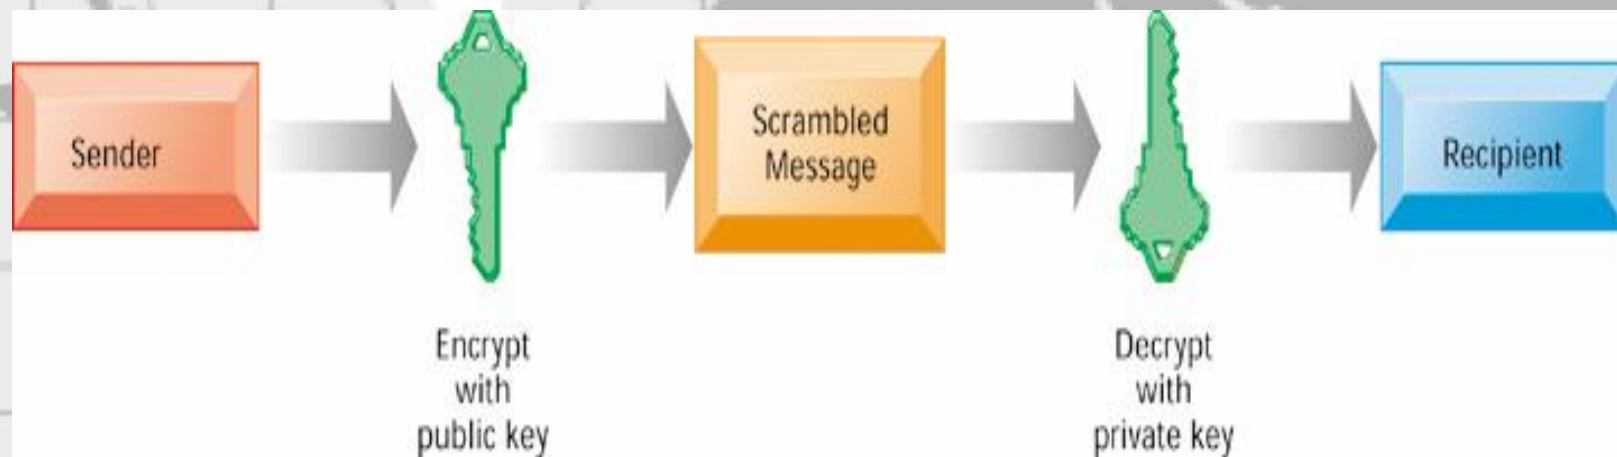 Sender
Encrypt
with
public key
Scrambled
Message
Decrypt
with
private key
Recipient